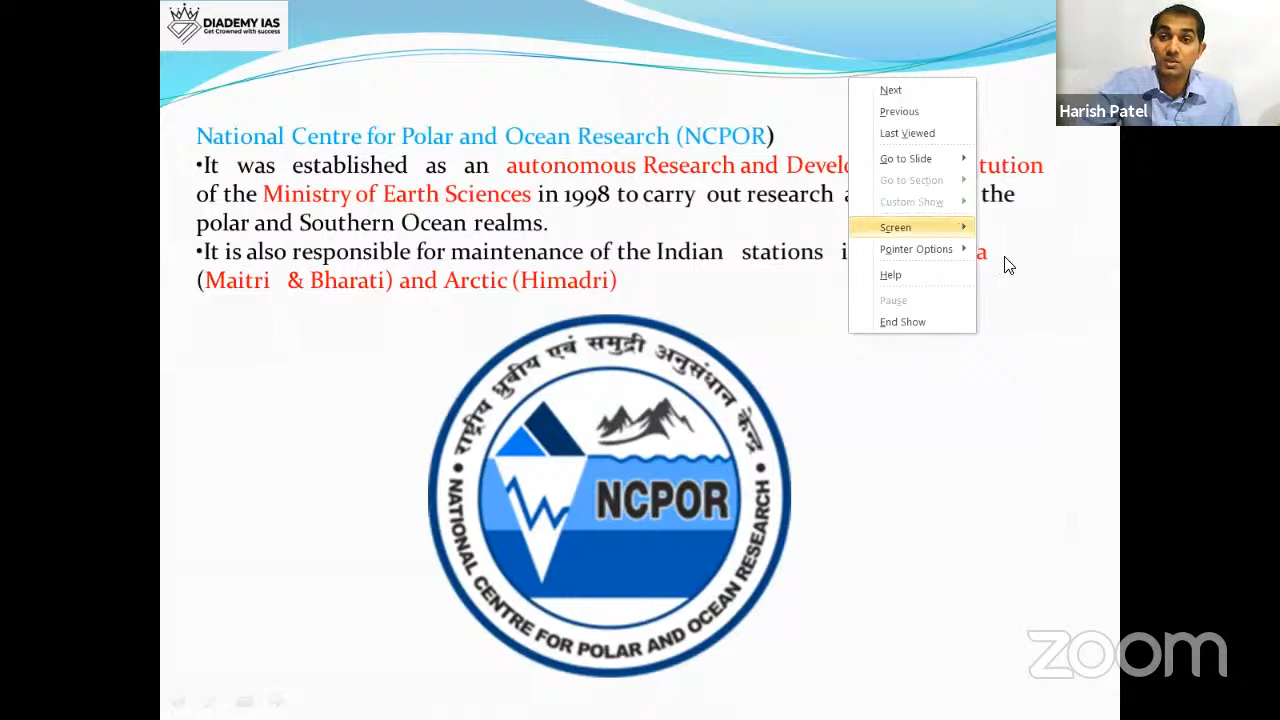 DIADEMY IAS
Get Crowned with success
Harish Patel
National Centre for Polar and Ocean Research (NCPOR)
•It was established as an autonomous Research and Develo tution
of the Ministry of Earth Sciences in 1998 to carry out research a the
polar and Southern Ocean realms.
•It is also responsible for maintenance of the Indian stations i a
(Maitri & Bharati) and Arctic (Himadri)
Next
Previous
Last Viewed
Go to Slide
Go to Section
Custom Show
Screen
Pointer Options
Help
Pause
End Show
राष्ट्रीय ध्रुवीय एवं समुद्री अनुसंधान केन्द्र
NCPOR
NATIONAL CENTRE FOR POLAR AND OCEAN RESEARCH
zoom